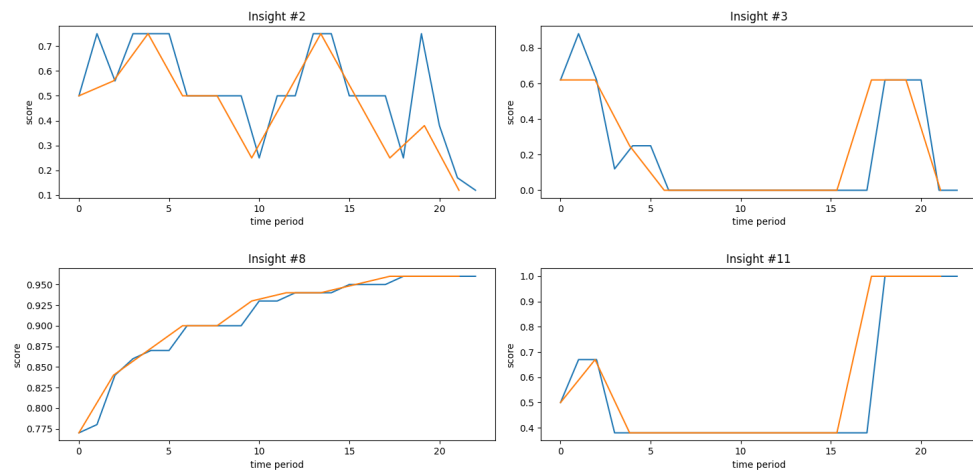 Insight #2
0.7
0.6
0.5
0.4
0.3
0.2
0.1
score
0 5 10 15 20
time period
Insight #3
0.8
0.6
0.4
0.2
0.0
score
0 5 10 15 20
time period
Insight #8
0.950
0.925
0.900
0.875
0.850
0.825
0.800
0.775
score
0 5 10 15 20
time period
Insight #11
1.0
0.9
0.8
0.7
0.6
0.5
0.4
score
0 5 10 15 20
time period